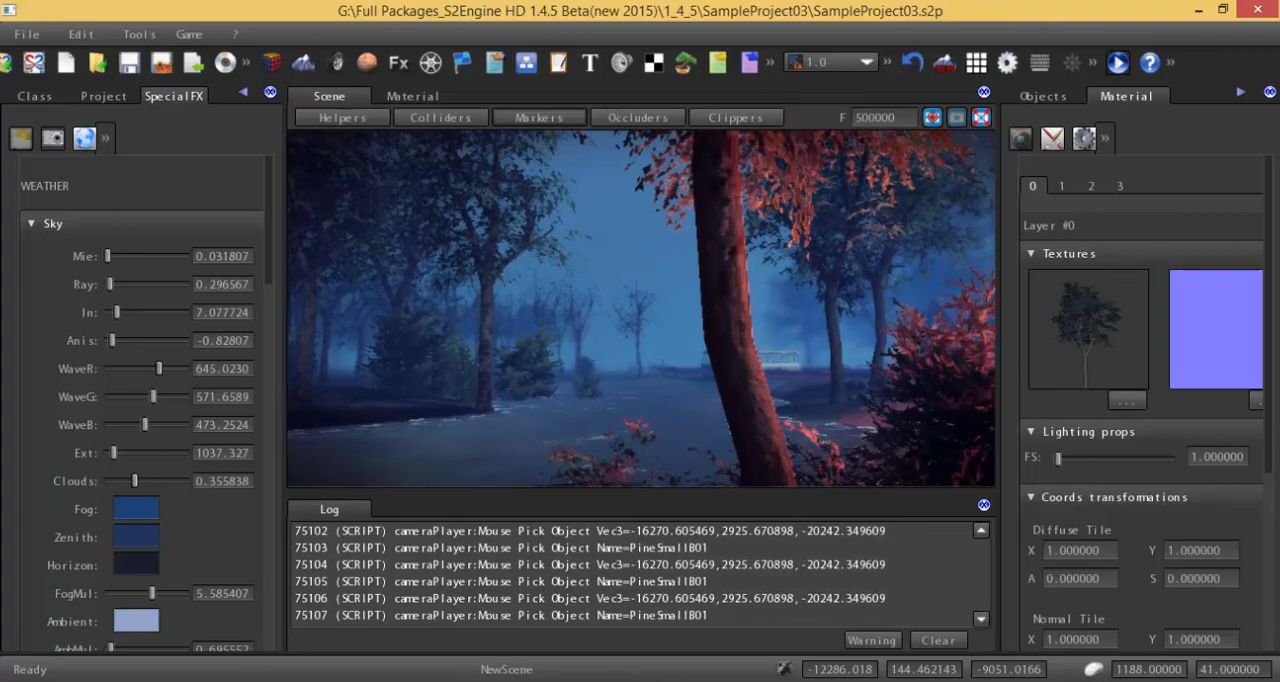 G:\Full Packages_S2Engine HD 1.4.5 Beta(new 2015)\1_4_5\SampleProject03\SampleProject03.s2p
File Edit Tools Game ?
Fx T 1.0
Class Project SpecialFX
Scene Material
Objects Material
Helpers Colliders Markers Occluders Clippers F 500000
WEATHER
Sky
Mie: 0.031807
Ray: 0.296567
In: 7.077724
Anis: -0.82807
WaveR: 645.0230
WaveG: 571.6589
WaveB: 473.2524
Ext: 1037.327
Clouds: 0.355838
Fog:
Zenith:
Horizon:
FogMul: 5.585407
Ambient:
AmbMul: 0.695552
Log
75102 (SCRIPT) cameraPlayer:Mouse Pick Object Vec3=-16270.605469,2925.670898,-20242.349609
75103 (SCRIPT) cameraPlayer:Mouse Pick Object Name=PineSmallB01
75104 (SCRIPT) cameraPlayer:Mouse Pick Object Vec3=-16270.605469,2925.670898,-20242.349609
75105 (SCRIPT) cameraPlayer:Mouse Pick Object Name=PineSmallB01
75106 (SCRIPT) cameraPlayer:Mouse Pick Object Vec3=-16270.605469,2925.670898,-20242.349609
75107 (SCRIPT) cameraPlayer:Mouse Pick Object Name=PineSmallB01
Warning Clear
0 1 2 3
Layer #0
Textures
...
Lighting props
FS: 1.000000
Coords transformations
Diffuse Tile
X 1.000000 Y 1.000000
A 0.000000 S 0.000000
Normal Tile
X 1.000000 Y 1.000000
Ready NewScene -12286.018 144.462143 -9051.0166 1188.00000 41.000000